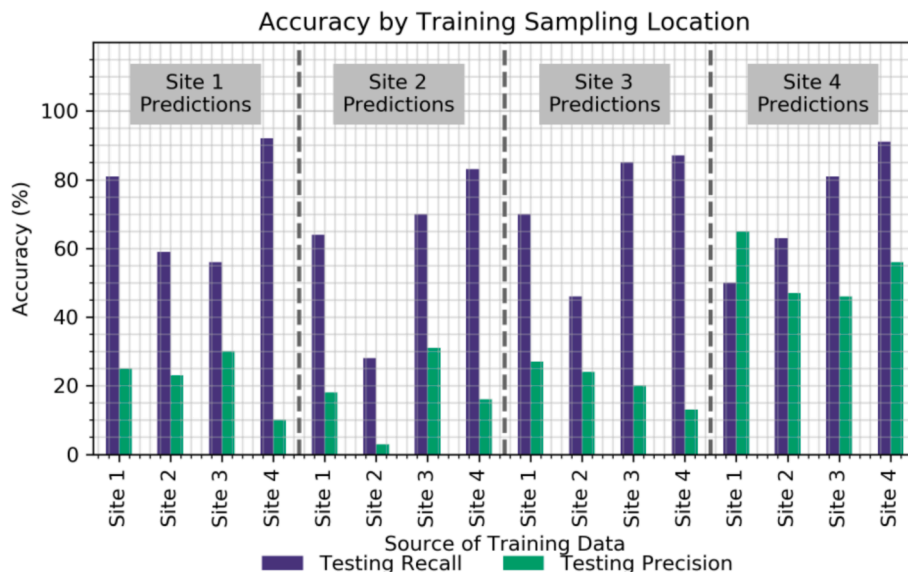 Accuracy by Training Sampling Location
Site 1
Predictions
Site 2
Predictions
Site 3
Predictions
Site 4
Predictions
Accuracy (%)
100
80
60
40
20
0
Site 1
Site 2
Site 3
Site 4
Site 1
Site 2
Site 3
Site 4
Site 1
Site 2
Site 3
Site 4
Site 1
Site 2
Site 3
Site 4
Source of Training Data
Testing Recall
Testing Precision